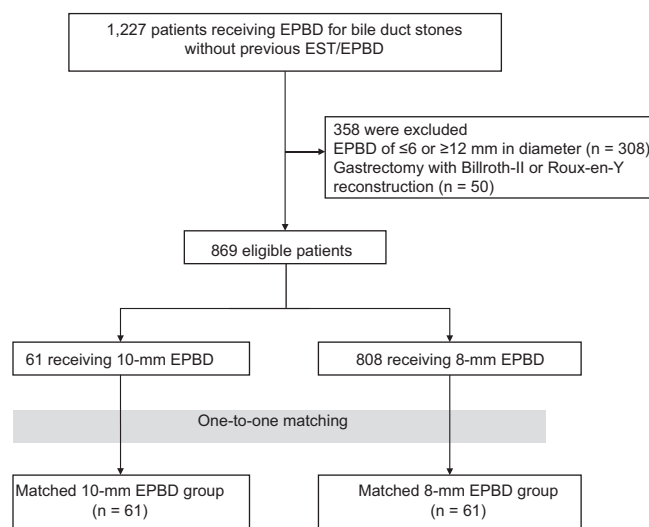 1,227 patients receiving EPBD for bile duct stones
without previous EST/EPBD
358 were excluded
EPBD of ≤6 or ≥12 mm in diameter (n = 308)
Gastrectomy with Billroth-II or Roux-en-Y
reconstruction (n = 50)
869 eligible patients
61 receiving 10-mm EPBD
808 receiving 8-mm EPBD
One-to-one matching
Matched 10-mm EPBD group
(n = 61)
Matched 8-mm EPBD group
(n = 61)